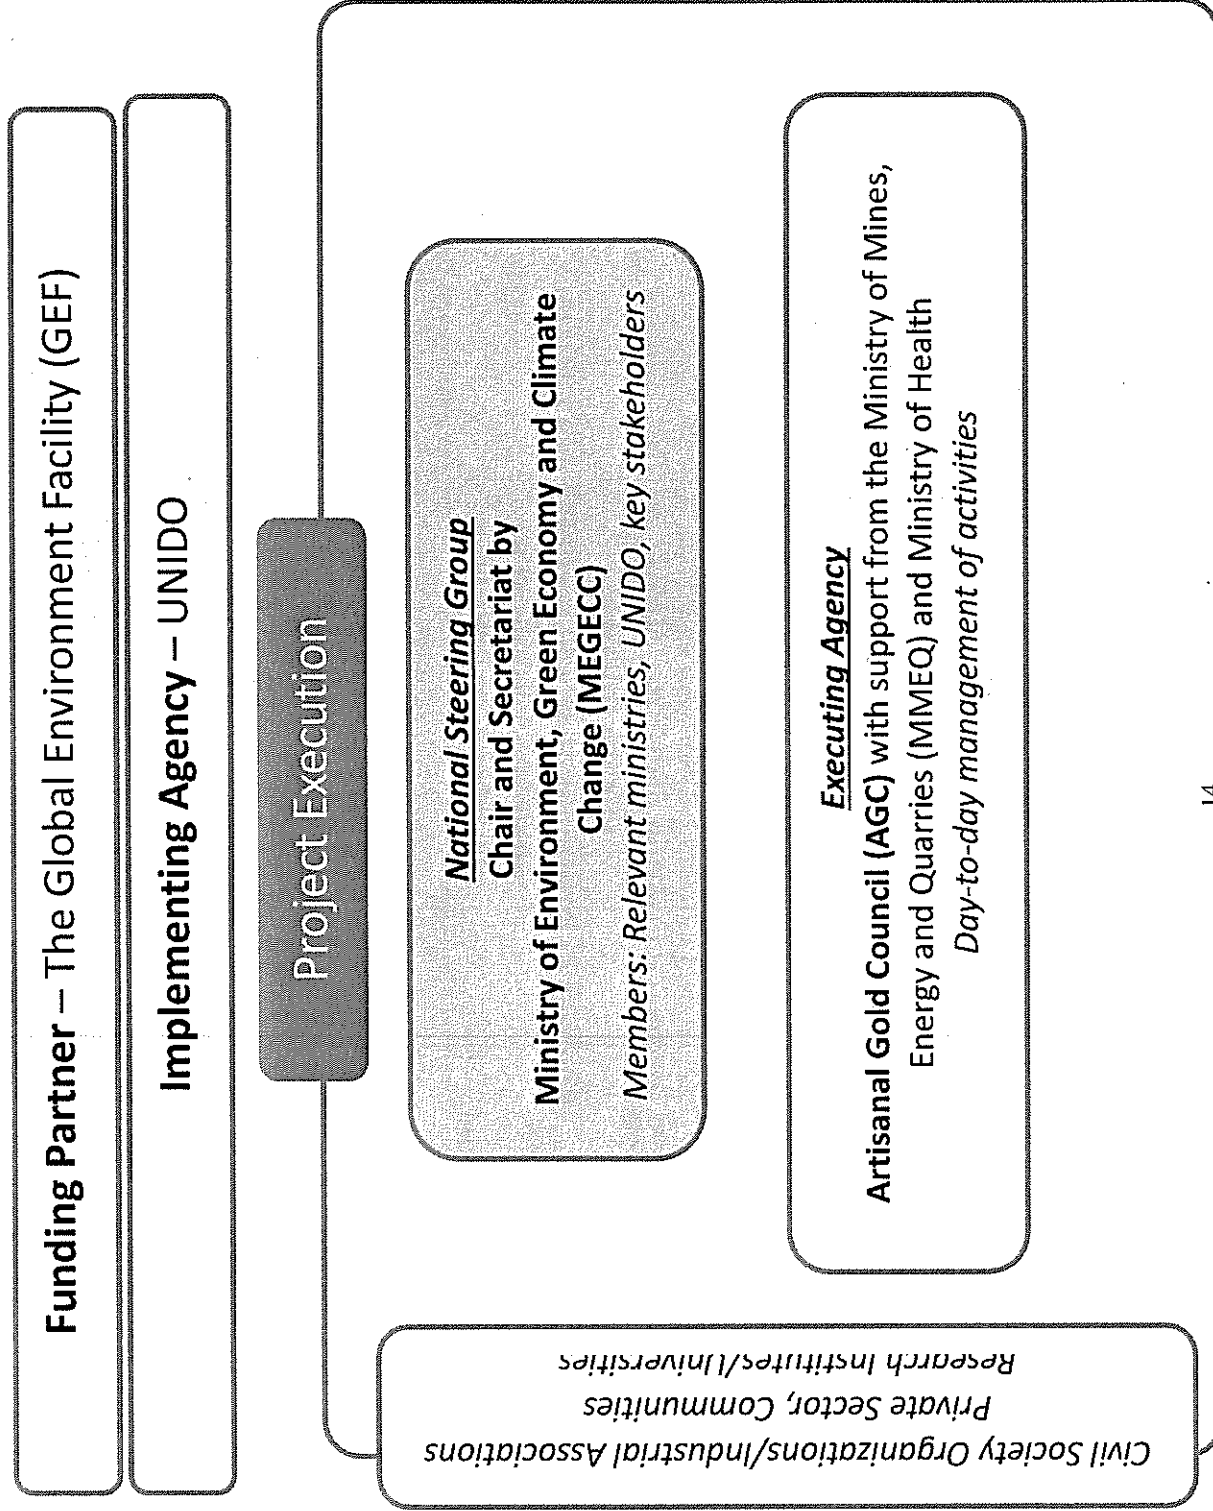 Funding Partner – The Global Environment Facility (GEF)
Implementing Agency – UNIDO
Project Execution
National Steering Group
Chair and Secretariat by
Ministry of Environment, Green Economy and Climate
Change (MEGECC)
Members: Relevant ministries, UNIDO, key stakeholders
Executing Agency
Artisanal Gold Council (AGC) with support from the Ministry of Mines,
Energy and Quarries (MMEQ) and Ministry of Health
Day-to-day management of activities
Civil Society Organizations/Industrial Associations
Private Sector, Communities
Research Institutes/Universities
14